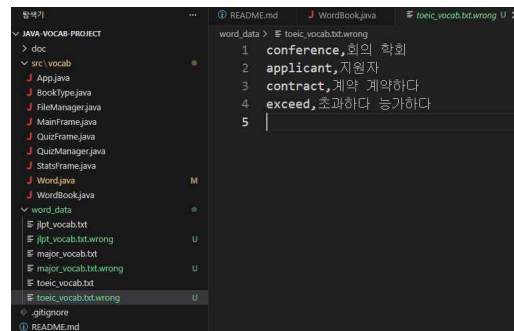 탐색기 ...
JAVA-VOCAB-PROJECT
> doc
src\vocab
J App.java
J BookType.java
J FileManager.java
J MainFrame.java
J QuizFrame.java
J QuizManager.java
J StatsFrame.java
J Word.java M
J WordBook.java
word_data
jlpt_vocab.txt
jlpt_vocab.txt.wrong U
major_vocab.txt
major_vocab.txt.wrong U
toeic_vocab.txt
toeic_vocab.txt.wrong U
.gitignore
README.md
README.md J WordBook.java toeic_vocab.txt.wrong U
word_data > toeic_vocab.txt.wrong
1 conference,회의 학회
2 applicant,지원자
3 contract,계약 계약하다
4 exceed,초과하다 능가하다
5